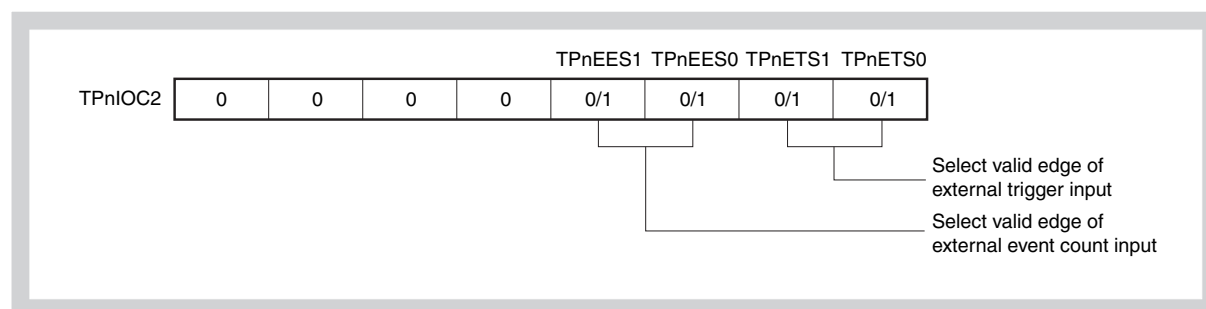 TPnEES1 TPnEES0 TPnETS1 TPnETS0
TPnIOC2 0 0 0 0 0/1 0/1 0/1 0/1
Select valid edge of
external trigger input
Select valid edge of
external event count input